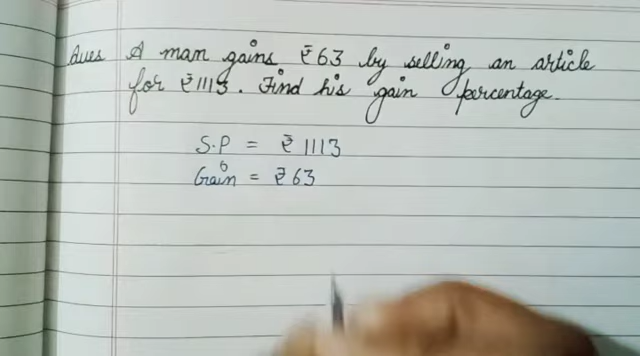 Ques A man gains ₹63 by selling an article
for ₹1113. Find his gain percentage.
S.P = ₹1113
Gain = ₹63